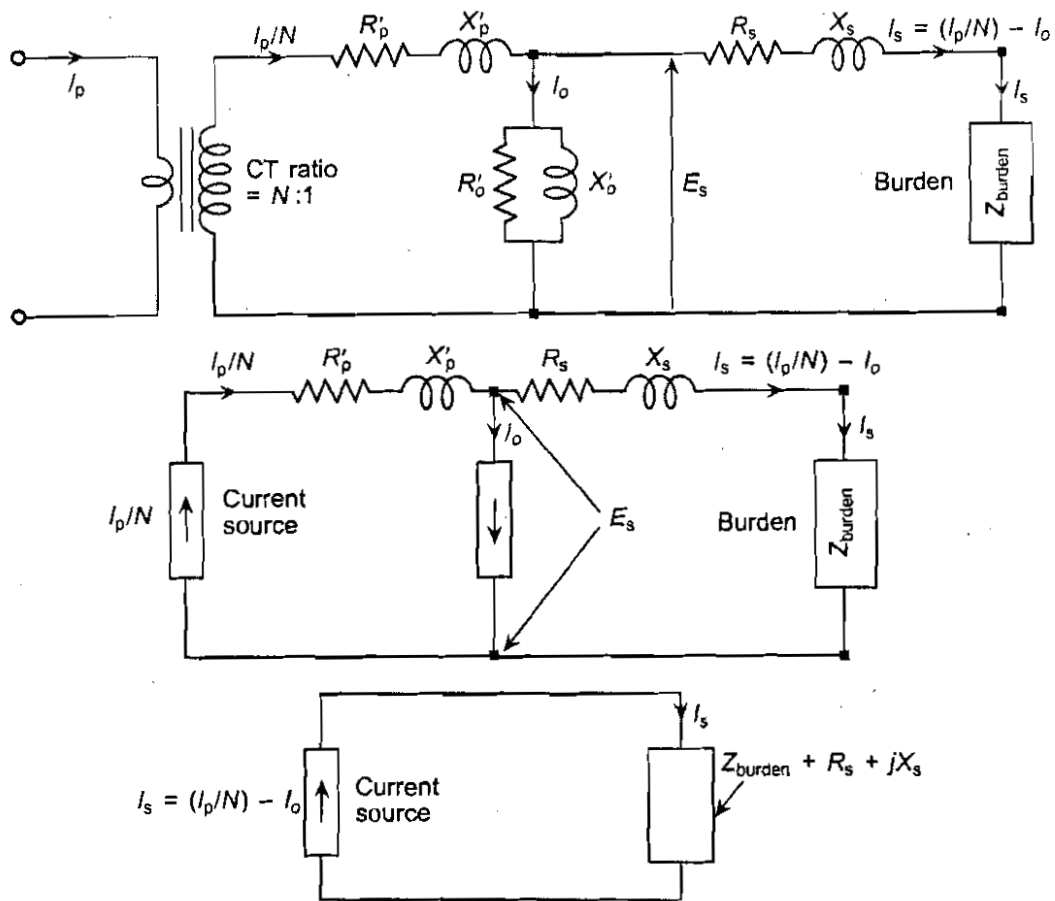 I_p/N
R'_p
X'_p
R_s
X_s
I_s = (I_p/N) – I_o
I_p
I_o
I_s
CT ratio
= N:1
R'_o
X'_o
E_s
Burden
Z_burden
I_p/N
R'_p
X'_p
R_s
X_s
I_s = (I_p/N) – I_o
I_o
I_s
I_p/N
Current
source
E_s
Burden
Z_burden
I_s
I_s = (I_p/N) – I_o
Current
source
Z_burden + R_s + jX_s